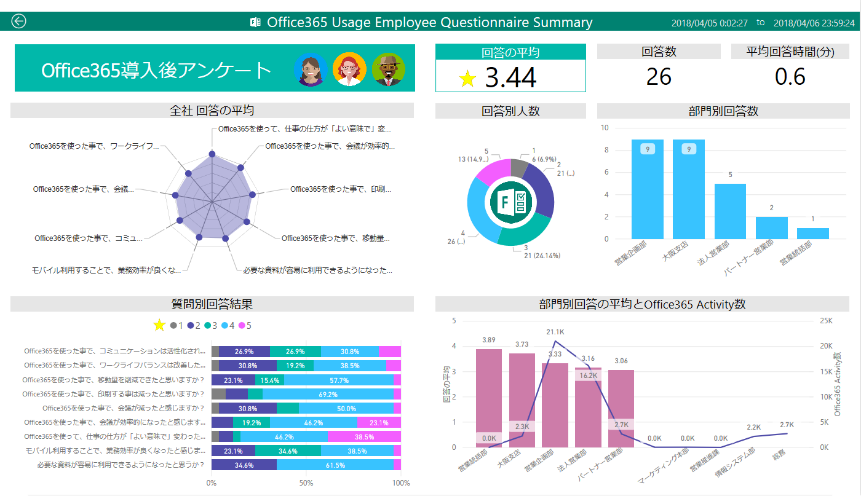 Office365 Usage Employee Questionnaire Summary
2018/04/05 0:02:27 to 2018/04/06 23:59:24
Office365導入後アンケート
回答の平均
3.44
回答数
26
平均回答時間(分)
0.6
全社 回答の平均
Office365を使って、仕事の仕方が「よい意味で」変...
Office365を使った事で、ワークライフ...
Office365を使った事で、会議が効率的...
Office365を使った事で、会議...
Office365を使った事で、印刷...
Office365を使った事で、コミュ...
Office365を使った事で、移動量...
モバイル利用することで、業務効率が良くな...
必要な資料が容易に利用できるようになった...
回答別人数
5
13 (14.9...)
1
6 (6.9%)
2
21 (...)
4
26 (...)
3
21 (24.14%)
部門別回答数
10
8
6
4
2
0
9
9
5
2
1
営業企画部
大阪支店
法人営業部
パートナー営業部
営業統括部
質問別回答結果
1 2 3 4 5
Office365を使った事で、コミュニケーションは活性化され...
26.9% 26.9% 30.8%
Office365を使った事で、ワークライフバランスは改善した...
30.8% 19.2% 38.5%
Office365を使った事で、移動量を削減できたと思いますか？
23.1% 15.4% 57.7%
Office365を使った事で、印刷する事は減ったと思いますか？
69.2%
Office365を使った事で、会議が減ったと感じますか？
30.8% 50.0%
Office365を使った事で、会議が効率的になったと感じます...
19.2% 46.2% 23.1%
Office365を使って、仕事の仕方が「よい意味で」変わった...
46.2% 38.5%
モバイル利用することで、業務効率が良くなったと感じま...
23.1% 34.6% 38.5%
必要な資料が容易に利用できるようになったと思うか？
34.6% 61.5%
0% 50% 100%
部門別回答の平均とOffice365 Activity数
回答の平均
5
4
3
2
1
0
3.89
3.73
3.33
3.16
3.06
0.0K
2.3K
21.1K
16.2K
2.7K
0.0K
0.0K
0.0K
2.2K
2.7K
25K
20K
15K
10K
5K
0K
Office365 Activity数
営業統括部
大阪支店
営業企画部
法人営業部
パートナー営業部
マーケティング本部
営業推進課
情報システム部
総務